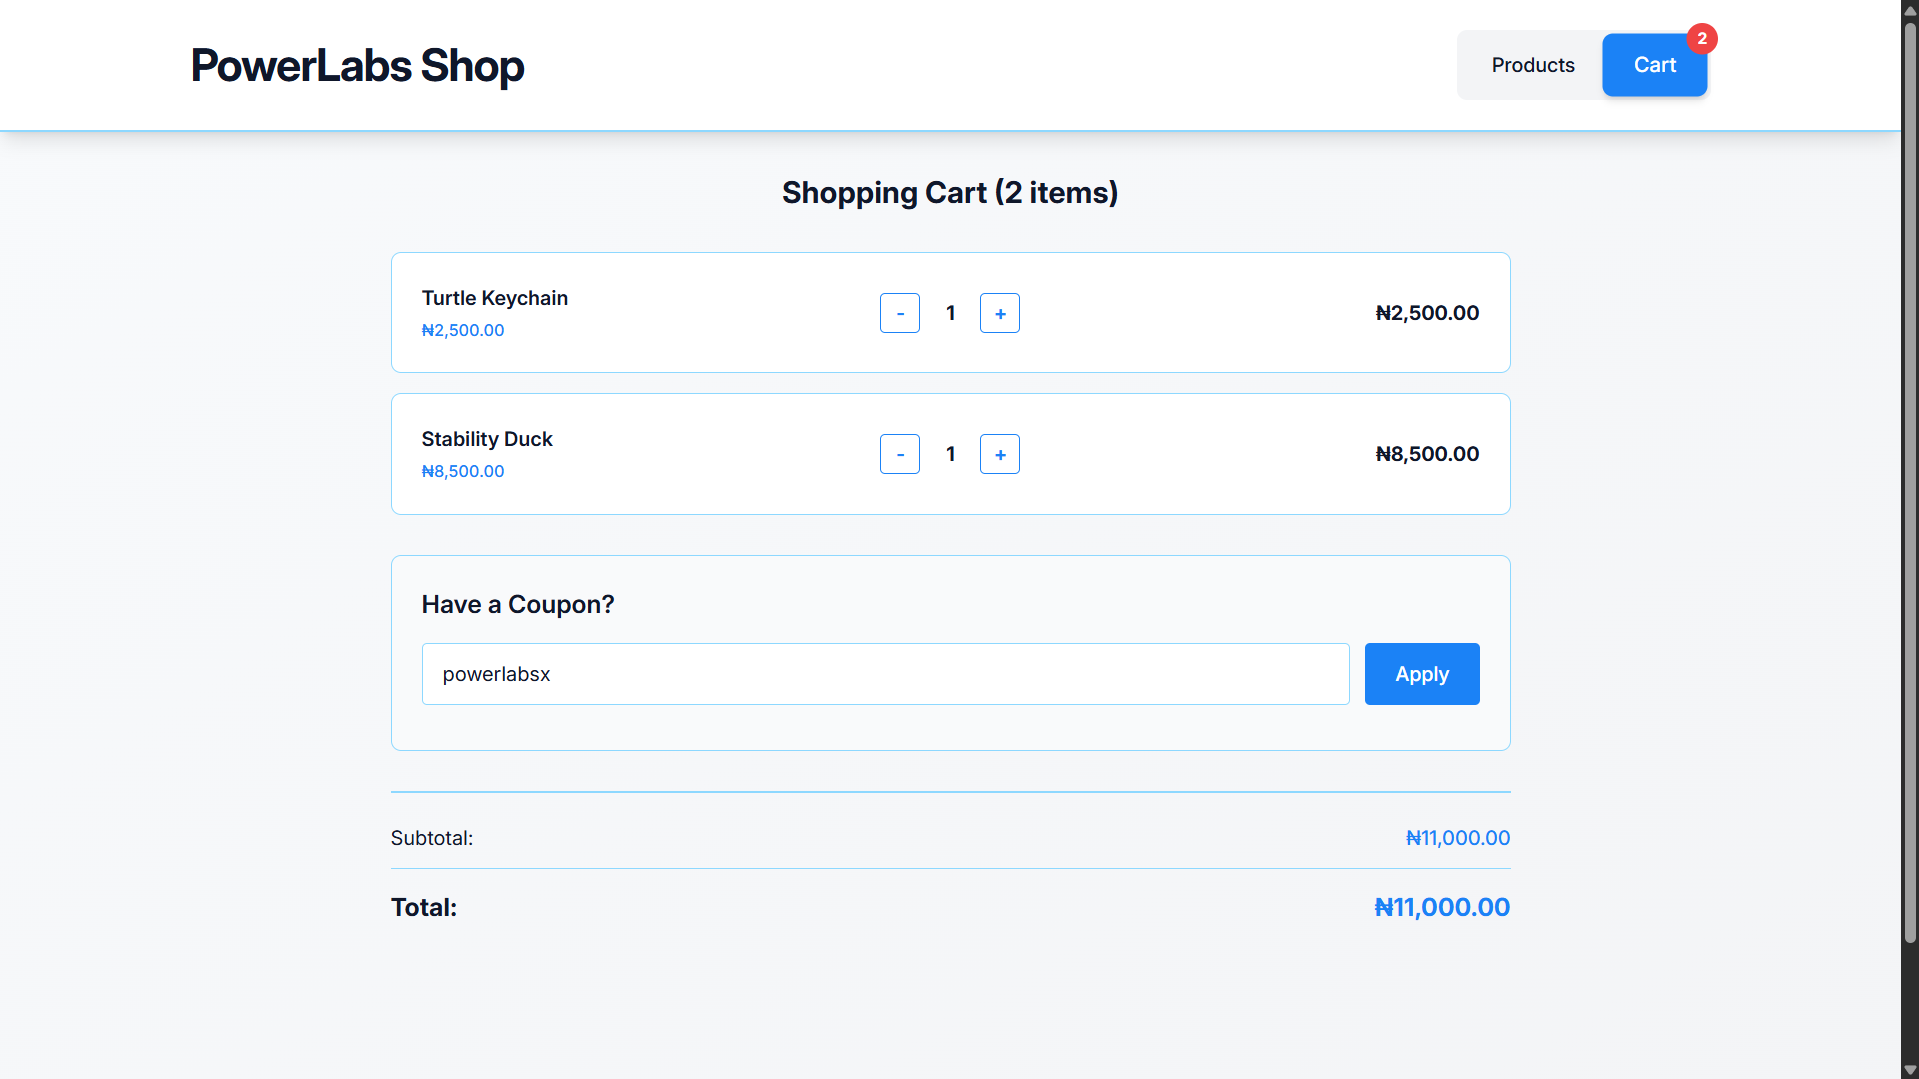 PowerLabs Shop
Products
Cart
2
Shopping Cart (2 items)
Turtle Keychain
₦2,500.00
-
1
+
₦2,500.00
Stability Duck
₦8,500.00
-
1
+
₦8,500.00
Have a Coupon?
powerlabsx
Apply
Subtotal:
₦11,000.00
Total:
₦11,000.00